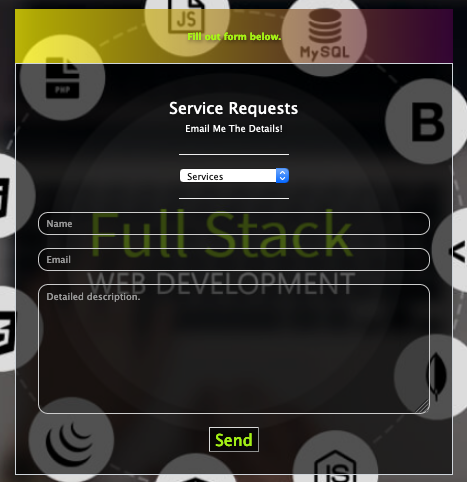 JS
Fill out form below.
MySQL
PHP
B
Service Requests
Email Me The Details!
Services
Name
Full Stack
Email
WEB DEVELOPMENT
Detailed description.
Send
JS